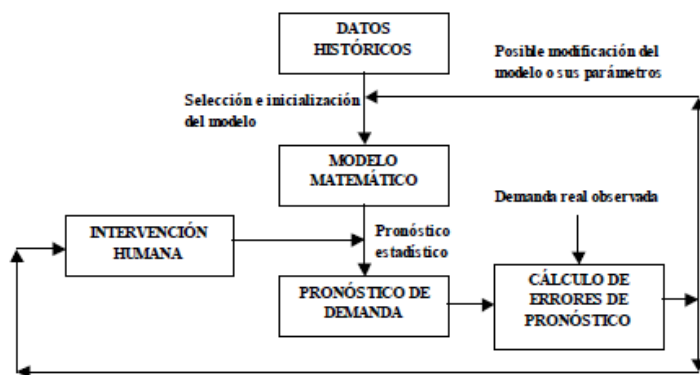 DATOS
HISTÓRICOS
Posible modificación del
modelo o sus parámetros
Selección e inicialización
del modelo
MODELO
MATEMÁTICO
Demanda real observada
INTERVENCIÓN
HUMANA
Pronóstico
estadístico
PRONÓSTICO DE
DEMANDA
CÁLCULO DE
ERRORES DE
PRONÓSTICO